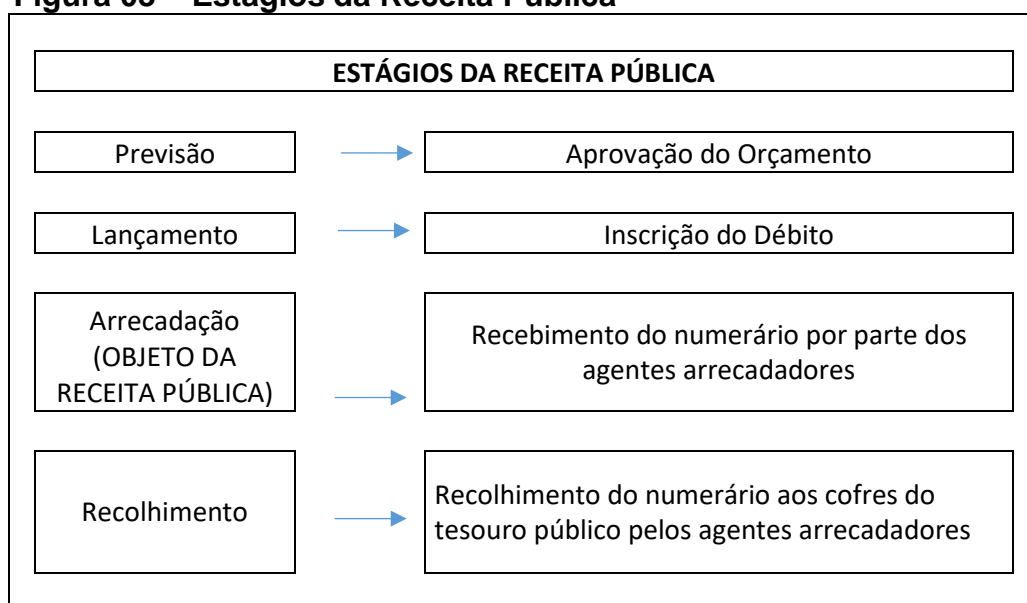 Figura 03 – Estágios da Receita Pública
ESTÁGIOS DA RECEITA PÚBLICA
Previsão
Aprovação do Orçamento
Lançamento
Inscrição do Débito
Arrecadação
(OBJETO DA
RECEITA PÚBLICA)
Recebimento do numerário por parte dos
agentes arrecadadores
Recolhimento
Recolhimento do numerário aos cofres do
tesouro público pelos agentes arrecadadores